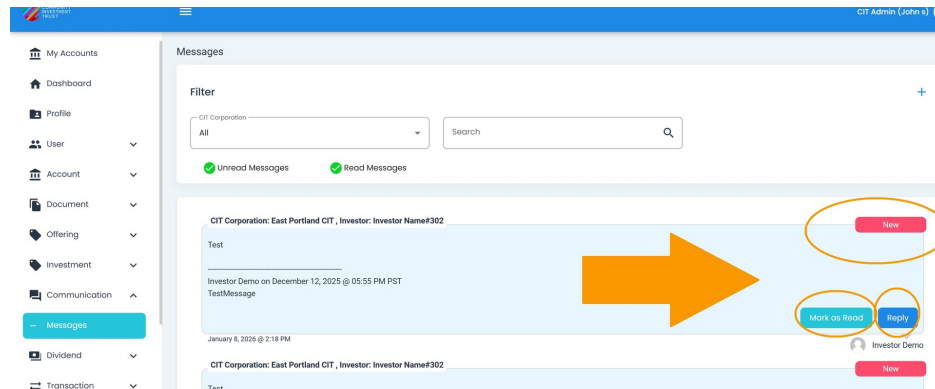 COMMUNITY
INVESTMENT
TRUST
CIT Admin (John s)
My Accounts
Dashboard
Profile
User
Account
Document
Offering
Investment
Communication
Messages
Dividend
Transaction
Messages
Filter
CIT Corporation
All
Search
Unread Messages
Read Messages
CIT Corporation: East Portland CIT , Investor: Investor Name#302
New
Test
Investor Demo on December 12, 2025 @ 05:55 PM PST
TestMessage
Mark as Read
Reply
January 8, 2026 @ 2:18 PM
Investor Demo
CIT Corporation: East Portland CIT , Investor: Investor Name#302
New
Test